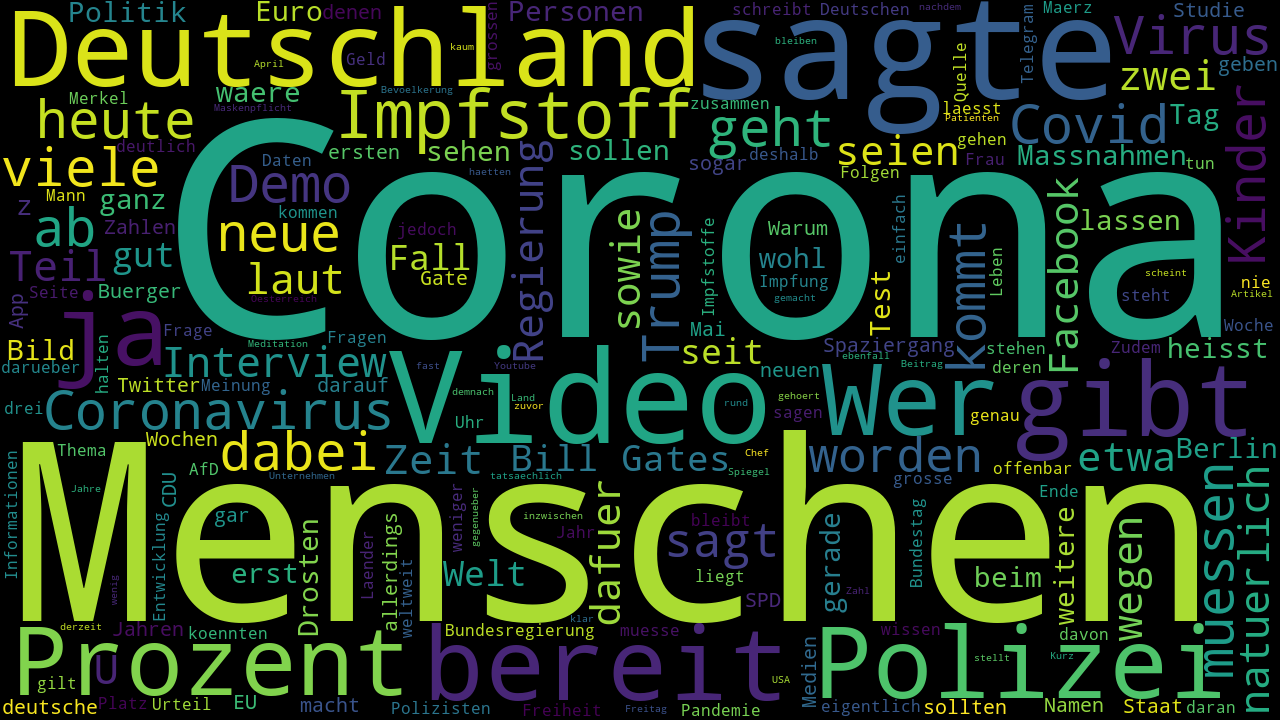 Politik
Euro
denen
Personen
schreibt
Deutschen
nachdem
Maerz
Studie
Deutschland
kaum
April
Geld
grossen
sagte
bleiben
Quelle
Telegram
Virus
zwei
geben
Merkel
waere
Maskenpflicht
Bevoelkerung
Impfstoff
zusammen
laesst
Patienten
Covid
Tag
heute
deutlich
ersten
sehen
sollen
geht
sogar
deshalb
seien
gehen
Massnahmen
tun
Kinder
viele
Mann
Daten
Demo
haetten
Folgen
Frau
z
ganz
kommen
Corona
Regierung
ab
Zahlen
neue
jedoch
sowie
Trump
Impfstoffe
Warum
wohl
einfach
kommt
Leben
Facebook
lassen
Teil
gut
laut
Fall
Gate
Impfung
gemacht
Test
scheint
steht
nie
Artikel
App
Seite
Buerger
Oesterreich
ja
Frage
Fragen
Mai
Spaziergang
Woche
Bild
darueber
halten
Meditation
Interview
seit
ebenfall
stehen
Zudem
heisst
Twitter
Meinung
darauf
fast
Youtube
neuen
Beitrag
deren
drei
Coronavirus
Video
demnach
Land
zuvor
rund
gehoert
sagen
Wer
genau
gibt
Uhr
Thema
Wochen
dabei
Zeit
Bill Gates
Chef
Spiegel
worden
offenbar
etwa
Berlin
Informationen
AfD
CDU
Unternehmen
tatsaechlich
grosse
Jahre
Menschen
gar
Entwicklung
weniger
gegenueber
inzwischen
Jahr
dafuer
bleibt
sagt
gerade
Bundestag
Ende
weitere
wegen
muessen
natuerlich
wenig
erst
Drosten
Laender
allerdings
weltweit
Welt
liegt
SPD
Zahl
beim
derzeit
Jahren
koennten
Bundesregierung
klar
muesse
wissen
davon
Prozent
U
bereit
Polizei
stellt
Kurz
gilt
USA
Medien
deutsche
Platz
Urteil
EU
macht
Polizisten
Freiheit
Freitag
Pandemie
eigentlich
sollten
Staat
Namen
daran